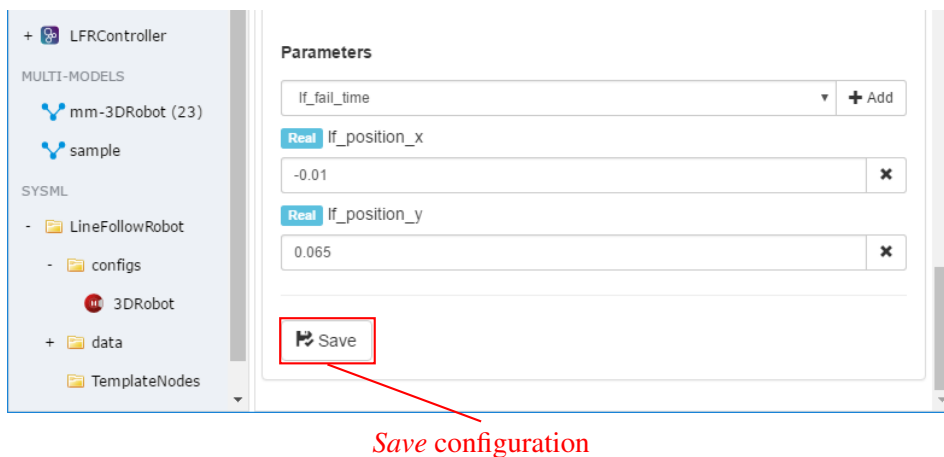 + LFRController
MULTI-MODELS
mm-3DRobot (23)
sample
SYSML
- LineFollowRobot
- configs
3DRobot
+ data
TemplateNodes
Parameters
lf_fail_time
+ Add
Real lf_position_x
-0.01
Real lf_position_y
0.065
Save
Save configuration